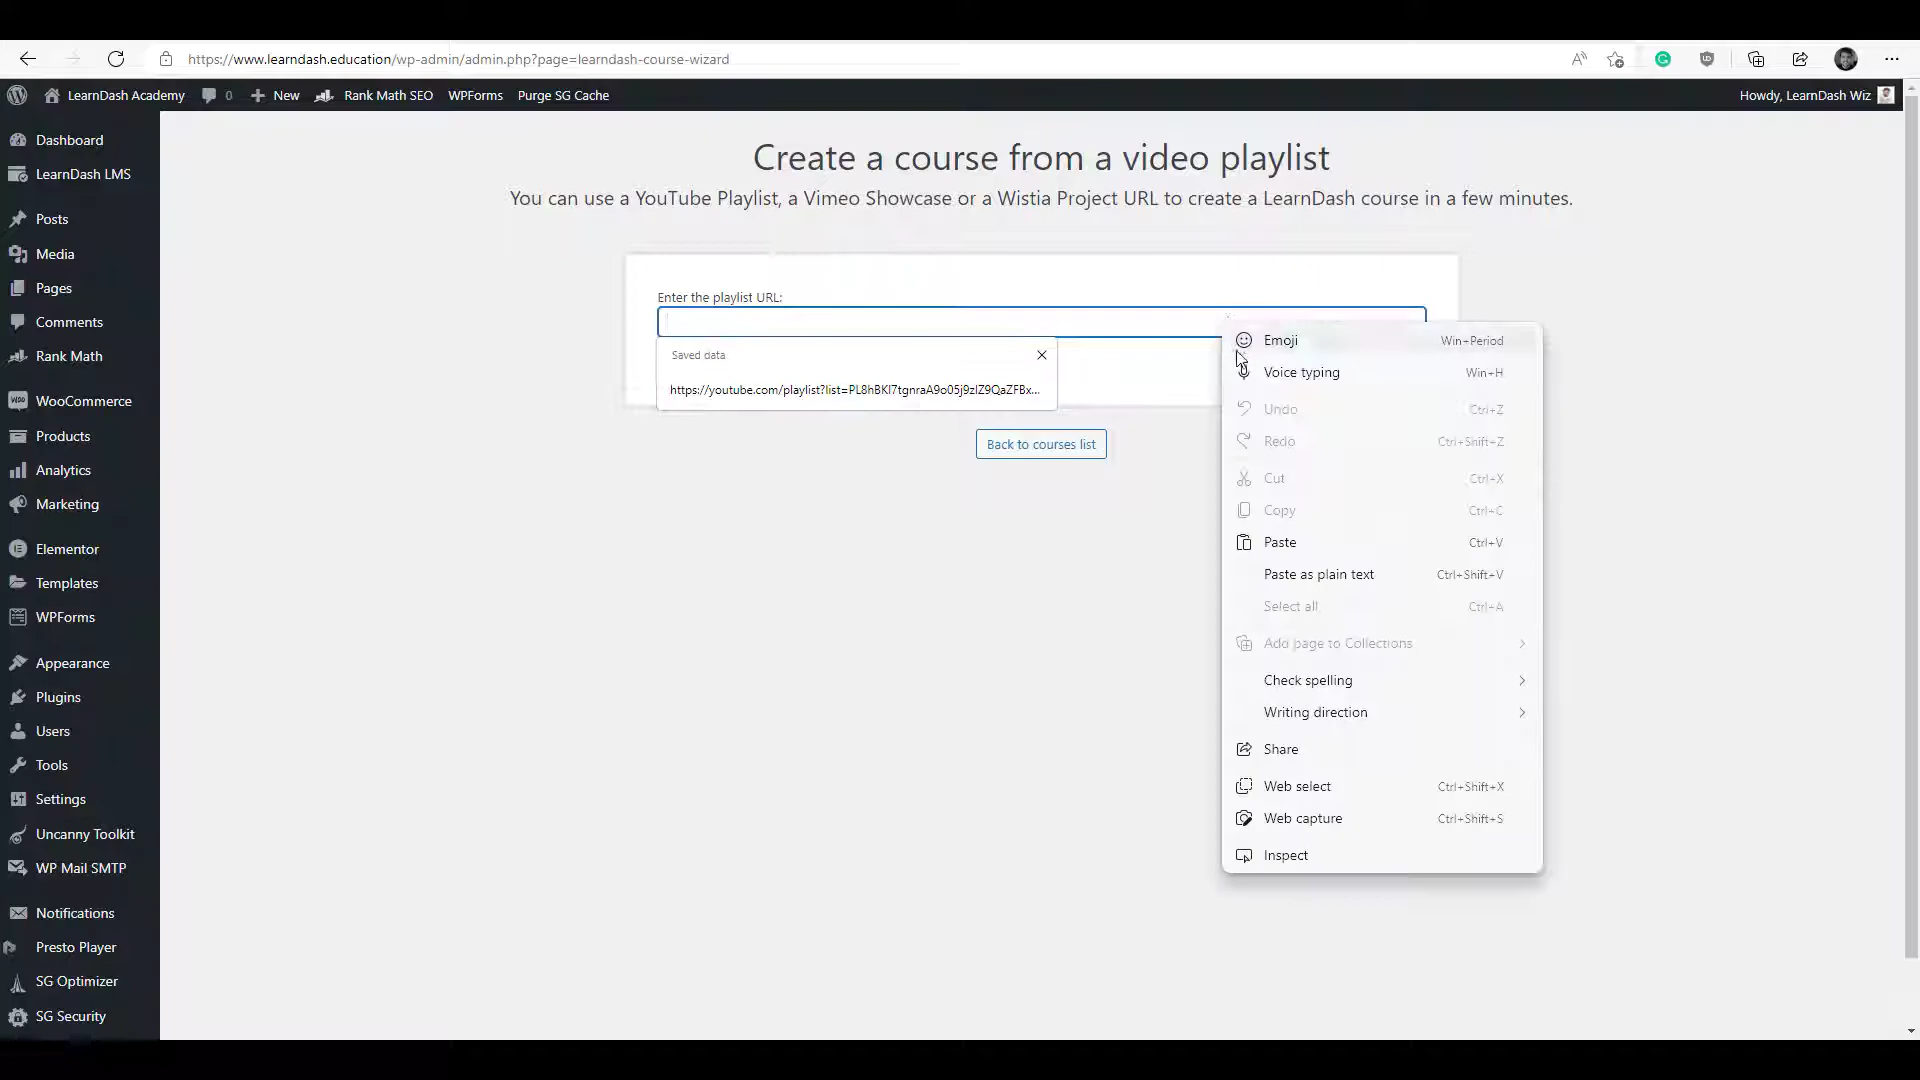 https://www.learndash.education/wp-admin/admin.php?page=learndash-course-wizard
LearnDash Academy
0
New
Rank Math SEO
WPForms
Purge SG Cache
Howdy, LearnDash Wiz
Dashboard
LearnDash LMS
Posts
Media
Pages
Comments
Rank Math
WooCommerce
Products
Analytics
Marketing
Elementor
Templates
WPForms
Appearance
Plugins
Users
Tools
Settings
Uncanny Toolkit
WP Mail SMTP
Notifications
Presto Player
SG Optimizer
SG Security
Create a course from a video playlist
You can use a YouTube Playlist, a Vimeo Showcase or a Wistia Project URL to create a LearnDash course in a few minutes.
Enter the playlist URL:
Saved data
https://youtube.com/playlist?list=PL8hBKl7tgnraA9o05j9zlZ9QaZFBx...
Back to courses list
Emoji Win+Period
Voice typing Win+H
Undo Ctrl+Z
Redo Ctrl+Shift+Z
Cut Ctrl+X
Copy Ctrl+C
Paste Ctrl+V
Paste as plain text Ctrl+Shift+V
Select all Ctrl+A
Add page to Collections
Check spelling
Writing direction
Share
Web select Ctrl+Shift+X
Web capture Ctrl+Shift+S
Inspect